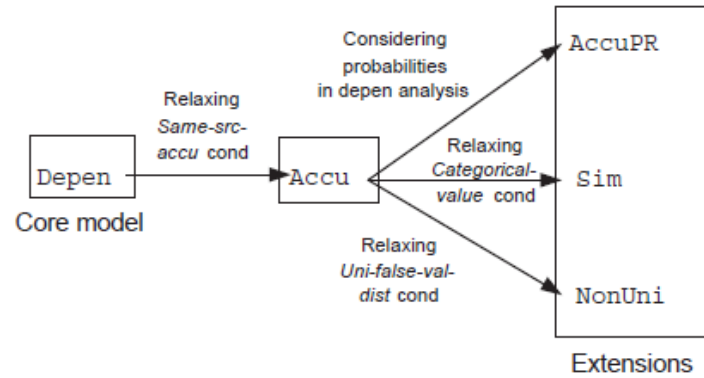 Considering
probabilities
in depen analysis
AccuPR
Relaxing
Same-src-
accu cond
Depen
Core model
Accu
Relaxing
Categorical-
value cond
Sim
Relaxing
Uni-false-val-
dist cond
NonUni
Extensions